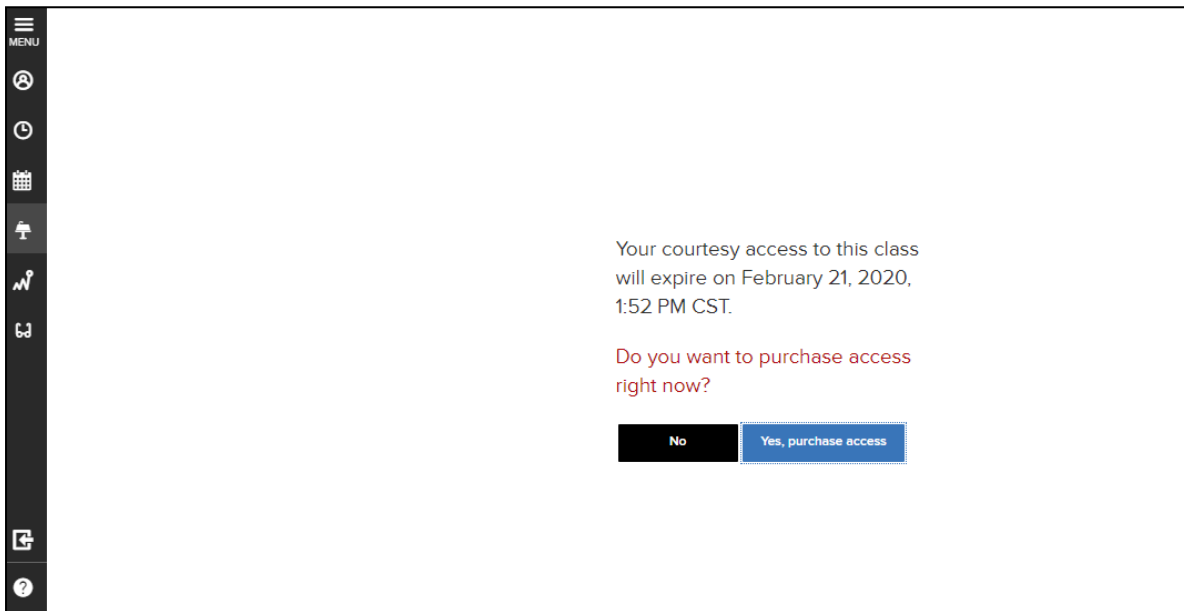 MENU
Your courtesy access to this class
will expire on February 21, 2020,
1:52 PM CST.
Do you want to purchase access
right now?
No
Yes, purchase access